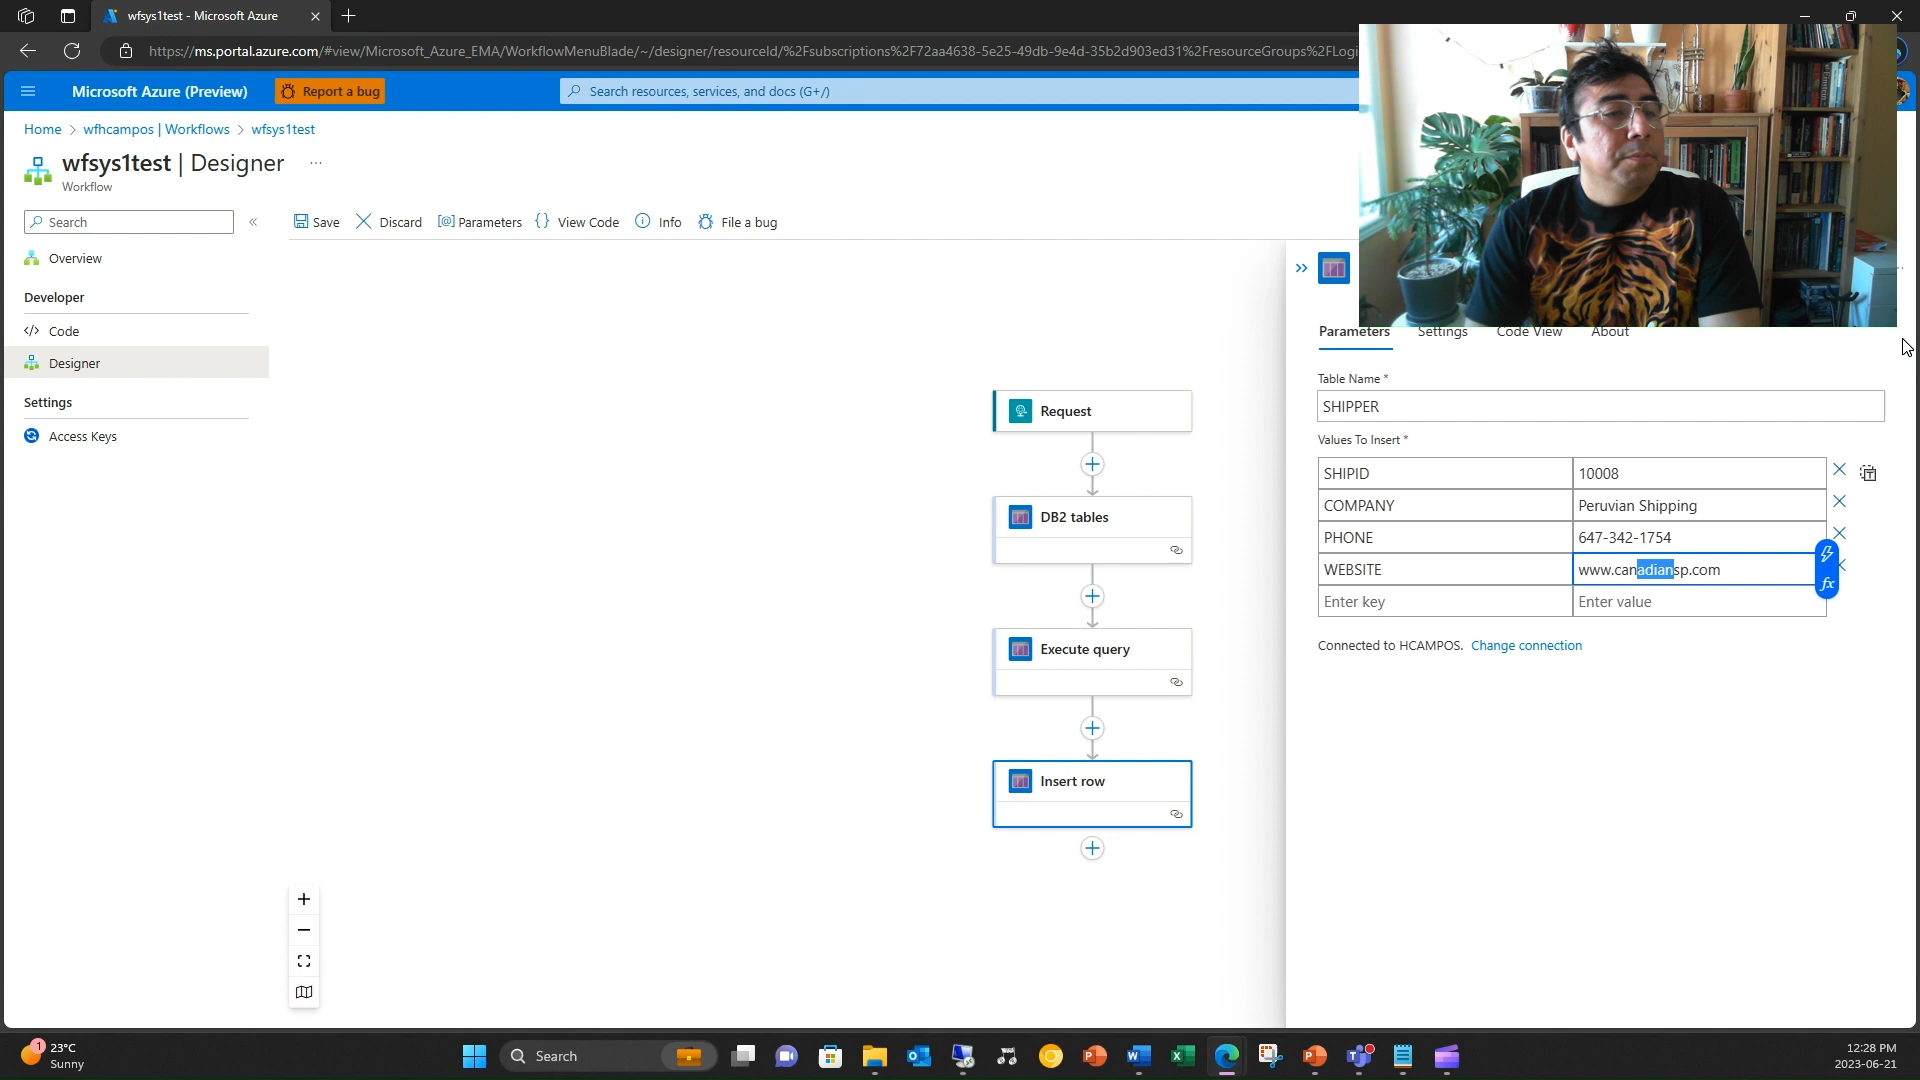 wfsys1test - Microsoft Azure
https://ms.portal.azure.com/#view/Microsoft_Azure_EMA/WorkflowMenuBlade/~/designer/resourceId/%2Fsubscriptions%2F72aa4638-5e25-49db-9e4d-35b2d903ed31%2FresourceGroups%2FLogi
Microsoft Azure (Preview)
Report a bug
Search resources, services, and docs (G+/)
Home > wfhcampos | Workflows > wfsys1test
wfsys1test | Designer ...
Workflow
Search
«
Save
Discard
Parameters
View Code
Info
File a bug
Overview
Developer
Code
Designer
Settings
Access Keys
Request
DB2 tables
Execute query
Insert row
Parameters
Settings
Code View
About
Table Name *
SHIPPER
Values To Insert *
SHIPID 10008
COMPANY Peruvian Shipping
PHONE 647-342-1754
WEBSITE www.canadiansp.com
fx
Enter key Enter value
Connected to HCAMPOS. Change connection
1
23°C
Sunny
Search
12:28 PM
2023-06-21